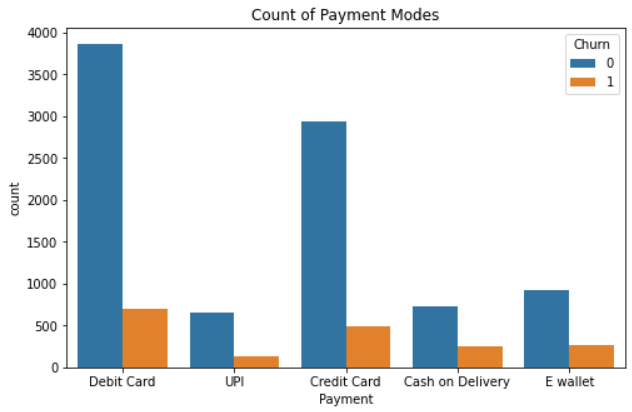 Count of Payment Modes
Churn
0
1
4000
3500
3000
2500
2000
1500
1000
500
0
count
Debit Card UPI Credit Card Cash on Delivery E wallet
Payment